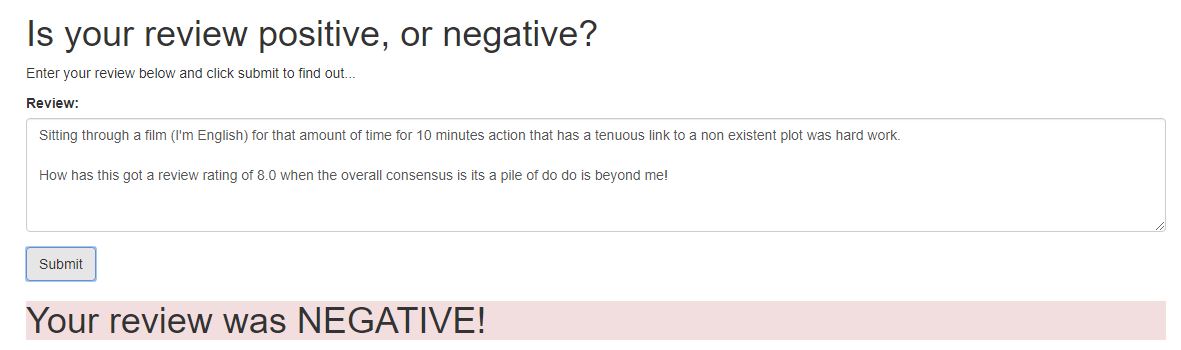 Is your review positive, or negative?
Enter your review below and click submit to find out...
Review:
Sitting through a film (I'm English) for that amount of time for 10 minutes action that has a tenuous link to a non existent plot was hard work.
How has this got a review rating of 8.0 when the overall consensus is its a pile of do do is beyond me!
Submit
Your review was NEGATIVE!